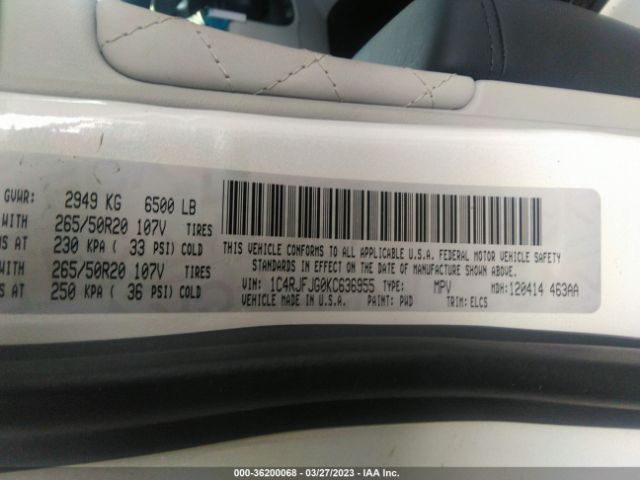 GVWR: 2949 KG 6500 LB
WITH 265/50R20 107V TIRES
MS AT 230 KPA ( 33 PSI) COLD
WITH 265/50R20 107V TIRES
MS AT 250 KPA ( 36 PSI) COLD
THIS VEHICLE CONFORMS TO ALL APPLICABLE U.S.A. FEDERAL MOTOR VEHICLE SAFETY
STANDARDS IN EFFECT ON THE DATE OF MANUFACTURE SHOWN ABOVE.
VIN: 1C4RJFJG0KC636955 TYPE: MPV MDH:120414 463AA
MADE IN U.S.A. PAINT: PWD TRIM: ELCS
000-36200068 - 03/27/2023 - IAA Inc.